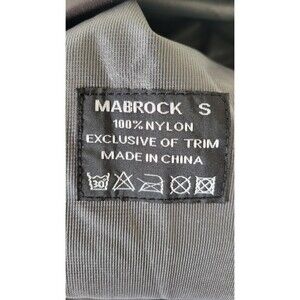 MABROCK S
100% NYLON
EXCLUSIVE OF TRIM
MADE IN CHINA
30